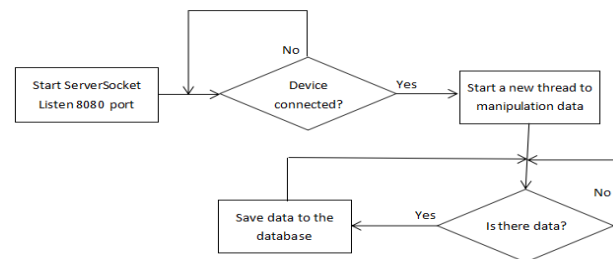 No
Start ServerSocket
Listen 8080 port
Device
connected?
Yes
Start a new thread to
manipulation data
No
Save data to the
database
Yes
Is there data?